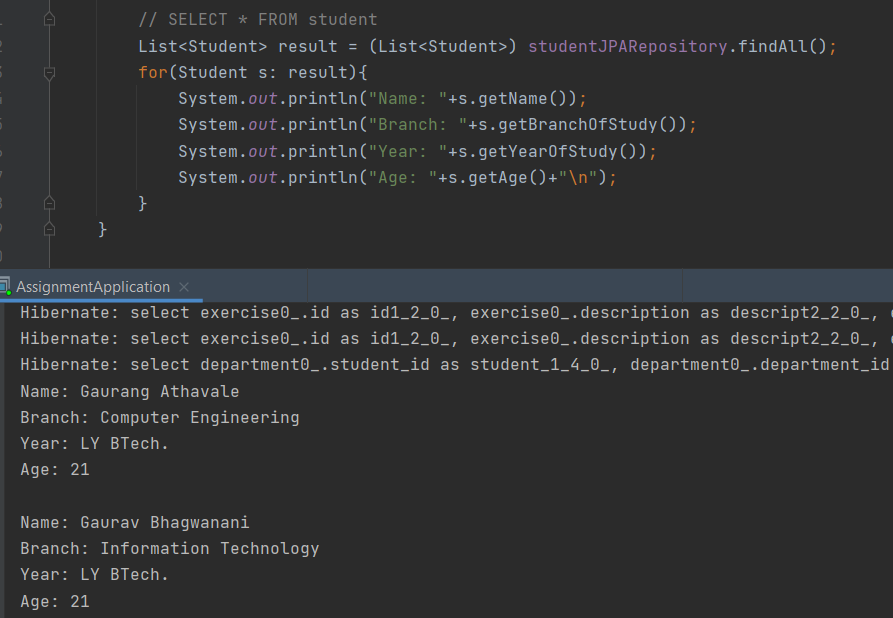 // SELECT * FROM student
List<Student> result = (List<Student>) studentJPARepository.findAll();
for(Student s: result){
System.out.println("Name: "+s.getName());
System.out.println("Branch: "+s.getBranchOfStudy());
System.out.println("Year: "+s.getYearOfStudy());
System.out.println("Age: "+s.getAge()+"\n");
}
}
AssignmentApplication
Hibernate: select exercise0_.id as id1_2_0_, exercise0_.description as descript2_2_0_,
Hibernate: select exercise0_.id as id1_2_0_, exercise0_.description as descript2_2_0_,
Hibernate: select department0_.student_id as student_1_4_0_, department0_.department_id
Name: Gaurang Athavale
Branch: Computer Engineering
Year: LY BTech.
Age: 21
Name: Gaurav Bhagwanani
Branch: Information Technology
Year: LY BTech.
Age: 21